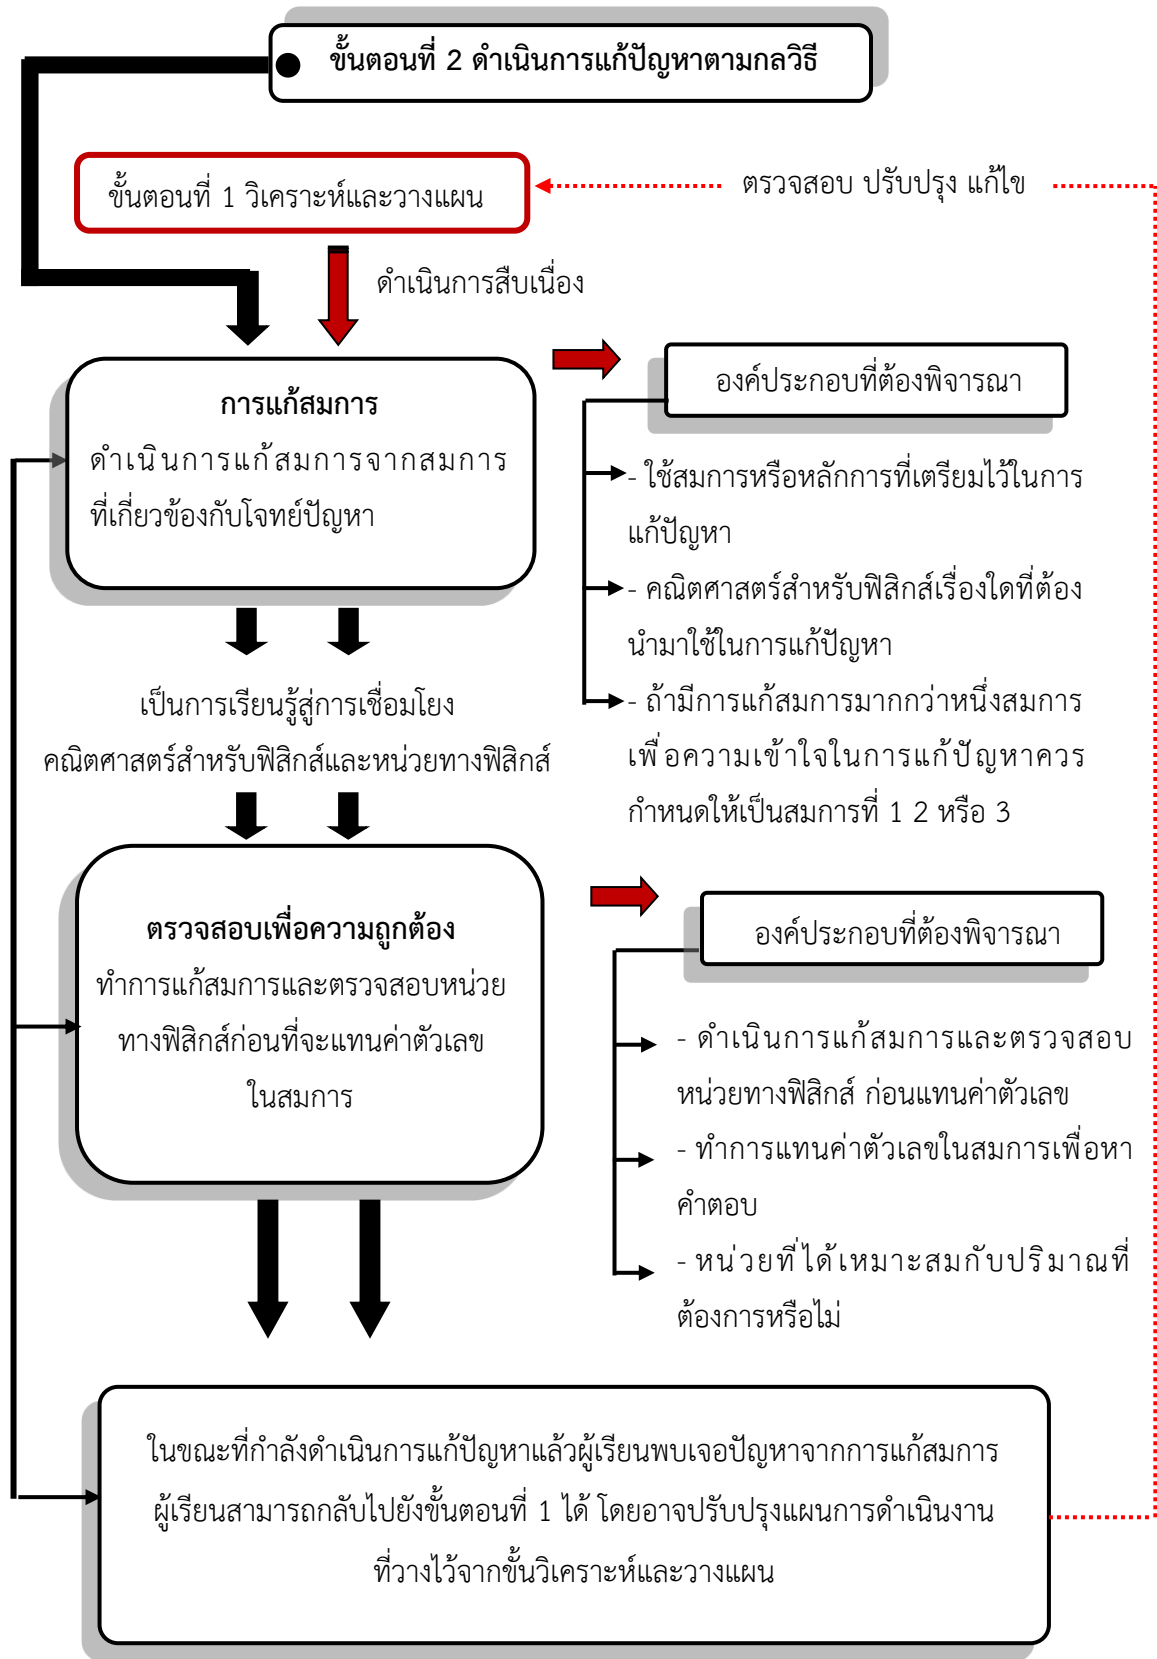 ขั้นตอนที่ 2 ดำเนินการแก้ปัญหาตามกลวิธี
ขั้นตอนที่ 1 วิเคราะห์และวางแผน
ตรวจสอบ ปรับปรุง แก้ไข
ดำเนินการสืบเนื่อง
การแก้สมการ
ดำเนินการแก้สมการจากสมการ
ที่เกี่ยวข้องกับโจทย์ปัญหา
องค์ประกอบที่ต้องพิจารณา
- ใช้สมการหรือหลักการที่เตรียมไว้ในการ
แก้ปัญหา
- คณิตศาสตร์สำหรับฟิสิกส์เรื่องใดที่ต้อง
นำมาใช้ในการแก้ปัญหา
- ถ้ามีการแก้สมการมากกว่าหนึ่งสมการ
เพื่อความเข้าใจในการแก้ปัญหาควร
กำหนดให้เป็นสมการที่ 1 2 หรือ 3
เป็นการเรียนรู้สู่การเชื่อมโยง
คณิตศาสตร์สำหรับฟิสิกส์และหน่วยทางฟิสิกส์
ตรวจสอบเพื่อความถูกต้อง
ทำการแก้สมการและตรวจสอบหน่วย
ทางฟิสิกส์ก่อนที่จะแทนค่าตัวเลข
ในสมการ
องค์ประกอบที่ต้องพิจารณา
- ดำเนินการแก้สมการและตรวจสอบ
หน่วยทางฟิสิกส์ ก่อนแทนค่าตัวเลข
- ทำการแทนค่าตัวเลขในสมการเพื่อหา
คำตอบ
- หน่วยที่ได้เหมาะสมกับปริมาณที่
ต้องการหรือไม่
ในขณะที่กำลังดำเนินการแก้ปัญหาแล้วผู้เรียนพบเจอปัญหาจากการแก้สมการ
ผู้เรียนสามารถกลับไปยังขั้นตอนที่ 1 ได้ โดยอาจปรับปรุงแผนการดำเนินงาน
ที่วางไว้จากขั้นวิเคราะห์และวางแผน